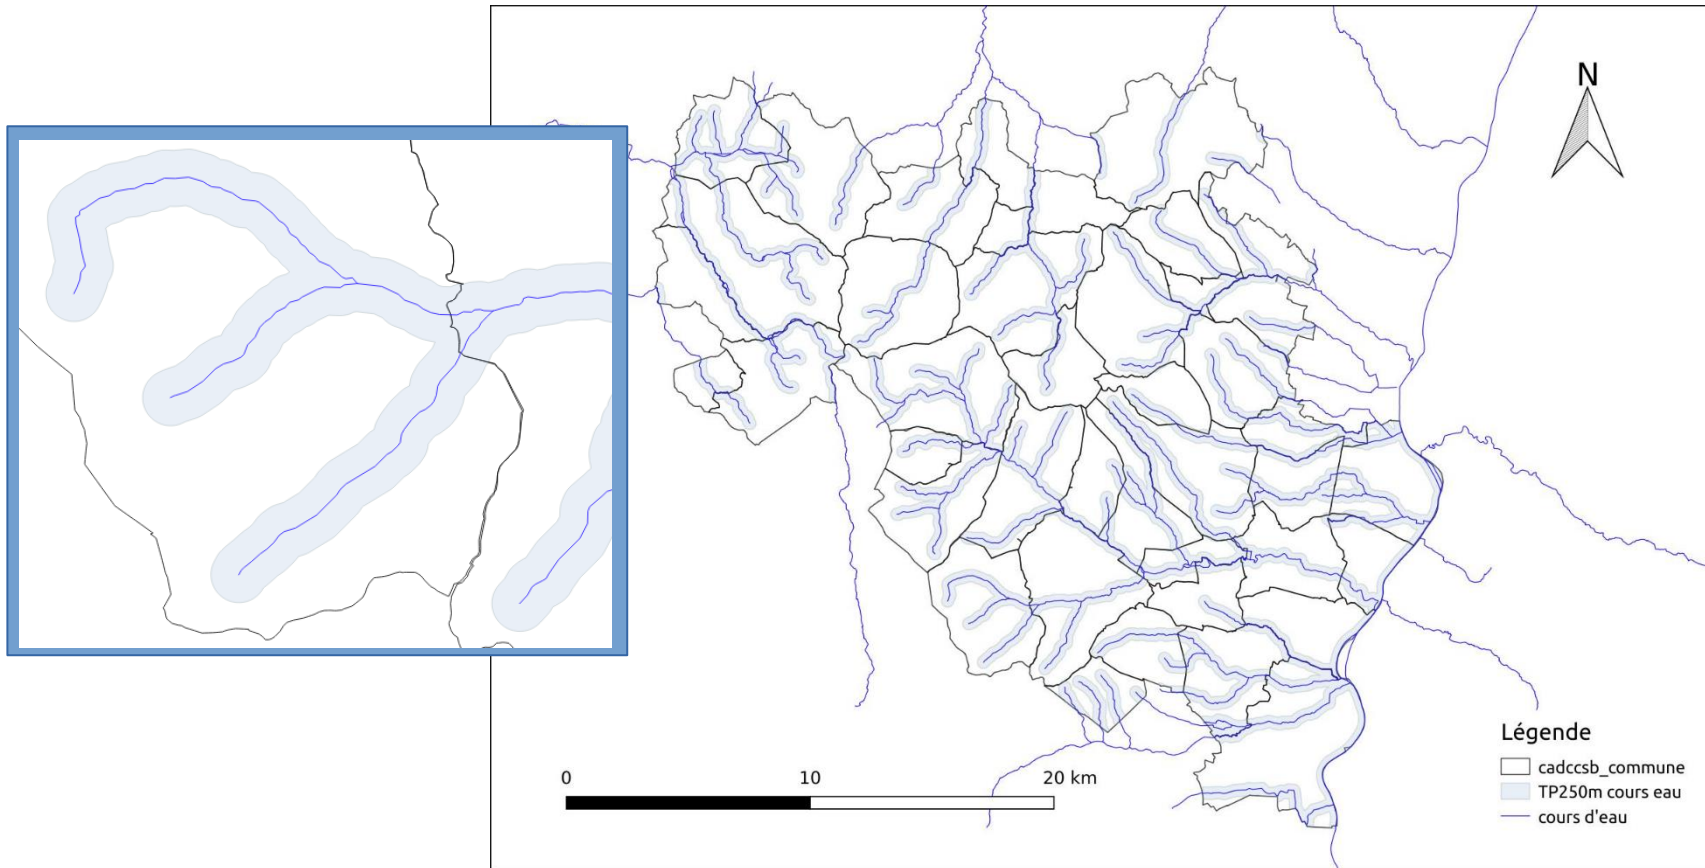 N
0 10 20 km
Légende
cadccsb_commune
TP250m cours eau
cours d'eau